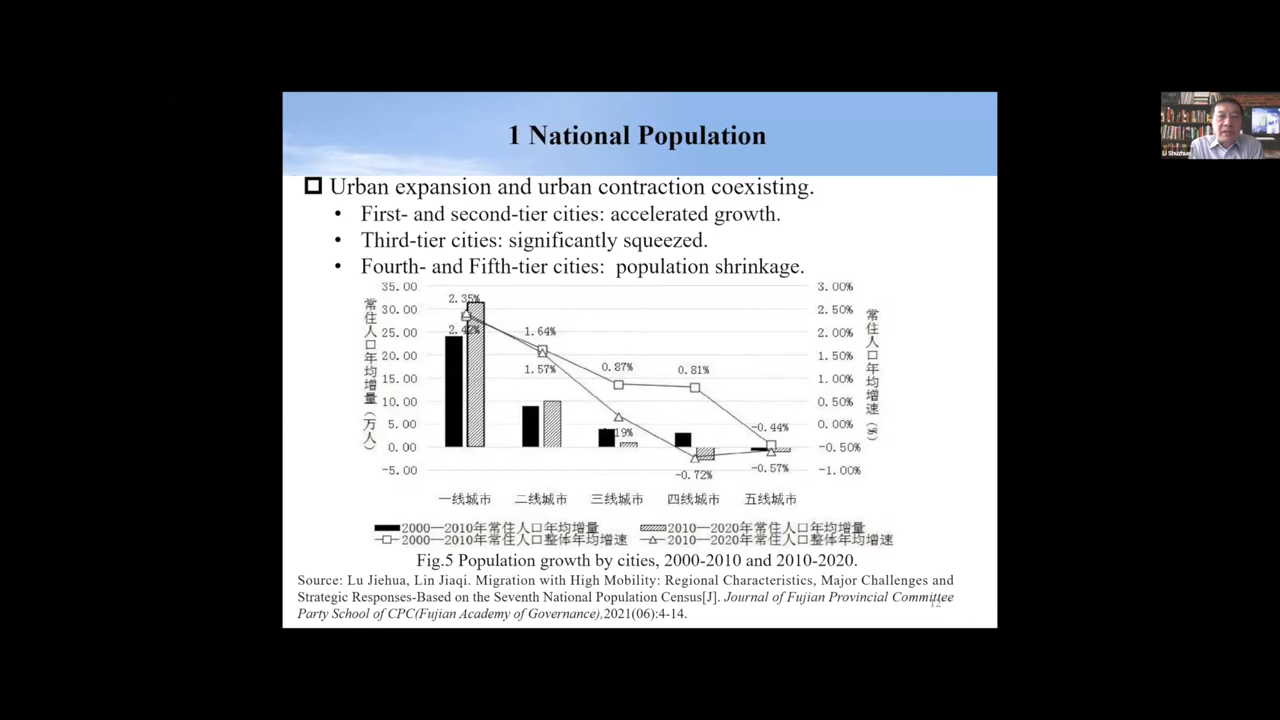 1 National Population
Urban expansion and urban contraction coexisting.
• First- and second-tier cities: accelerated growth.
• Third-tier cities: significantly squeezed.
• Fourth- and Fifth-tier cities: population shrinkage.
常住人口年均增量（万人）
35.00
30.00
25.00
20.00
15.00
10.00
5.00
0.00
-5.00
2.35%
2.42%
1.64%
1.57%
0.87%
0.81%
-0.72%
-0.44%
-0.57%
3.00%
2.50%
2.00%
1.50%
1.00%
0.50%
0.00%
-0.50%
-1.00%
常住人口年均增速（%）
一线城市 二线城市 三线城市 四线城市 五线城市
2000—2010年常住人口年均增量 2010—2020年常住人口年均增量
2000—2010年常住人口整体年均增速 2010—2020年常住人口整体年均增速
Fig.5 Population growth by cities, 2000-2010 and 2010-2020.
Source: Lu Jiehua, Lin Jiaqi. Migration with High Mobility: Regional Characteristics, Major Challenges and
Strategic Responses-Based on the Seventh National Population Census[J]. Journal of Fujian Provincial Committee
Party School of CPC(Fujian Academy of Governance),2021(06):4-14.
12